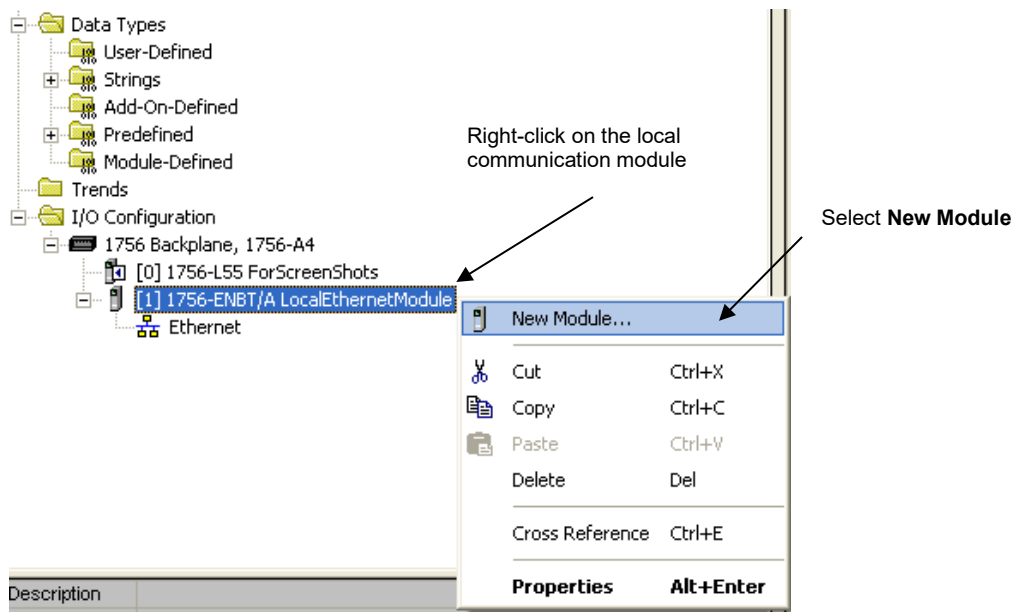 Data Types
User-Defined
Strings
Add-On-Defined
Predefined
Module-Defined
Trends
I/O Configuration
1756 Backplane, 1756-A4
[0] 1756-L55 ForScreenShots
[1] 1756-ENBT/A LocalEthernetModule
Ethernet
Right-click on the local
communication module
Select New Module
New Module...
Cut Ctrl+X
Copy Ctrl+C
Paste Ctrl+V
Delete Del
Cross Reference Ctrl+E
Properties Alt+Enter
Description